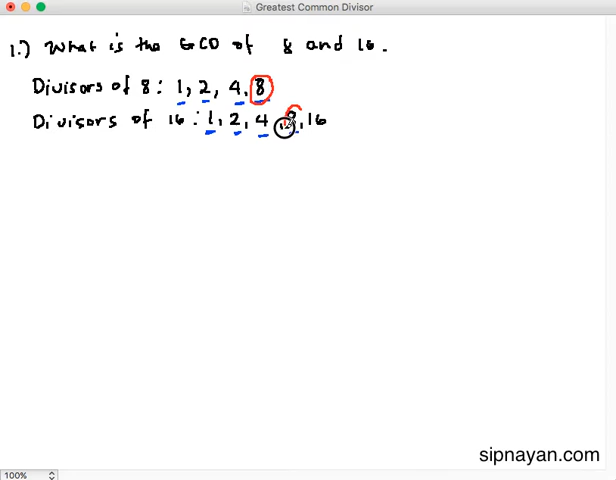 Greatest Common Divisor
1.) What is the GCD of 8 and 16.
Divisors of 8 : 1, 2, 4, 8
Divisors of 16 : 1, 2, 4, 8, 16
sipnayan.com
100%